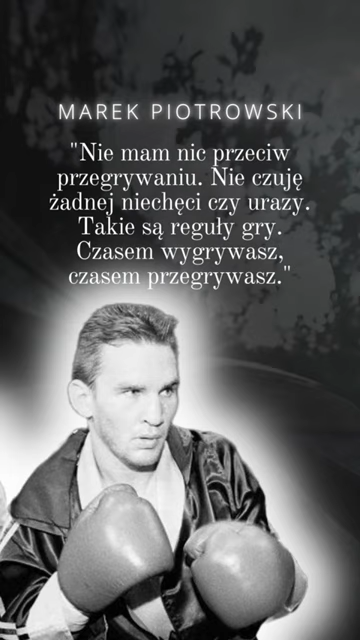 MAREK PIOTROWSKI
"Nie mam nic przeciw
przegrywaniu. Nie czuję
żadnej niechęci czy urazy.
Takie są reguły gry.
Czasem wygrywasz,
czasem przegrywasz."